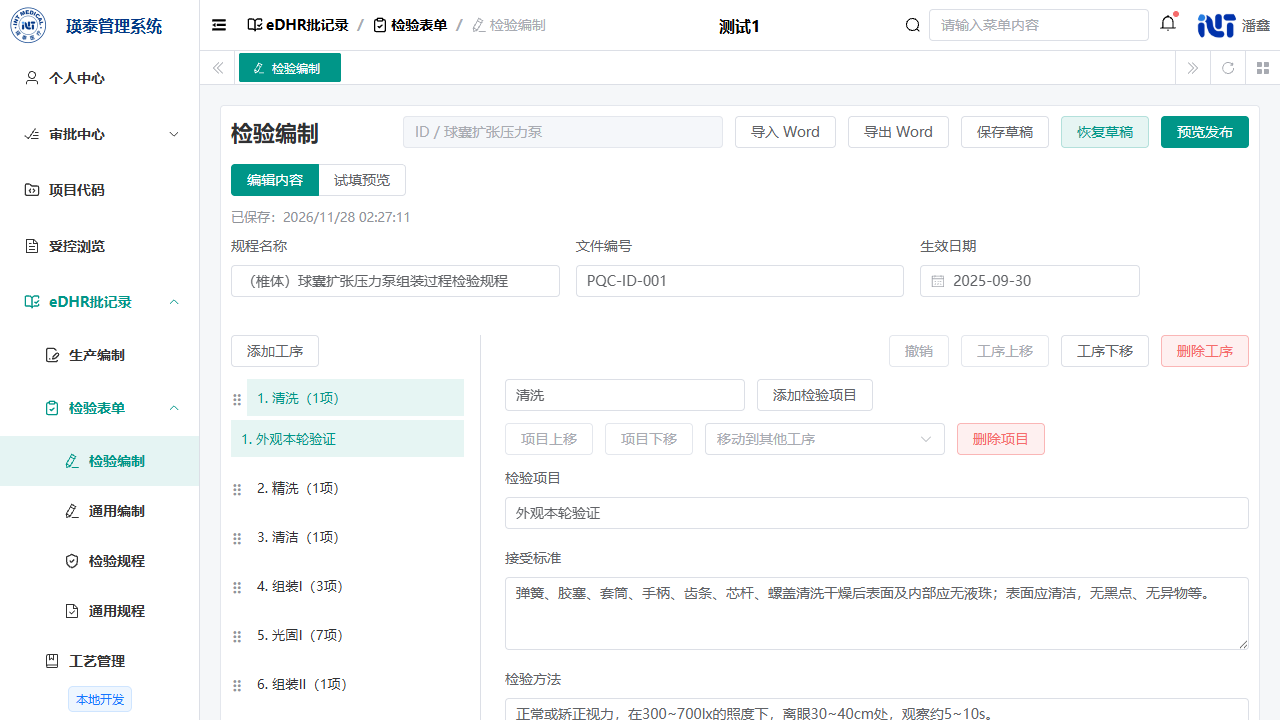 瑛泰管理系统
eDHR批记录 / 检验表单 / 检验编制
测试1
请输入菜单内容
潘鑫
检验编制
个人中心
审批中心
项目代码
受控浏览
eDHR批记录
生产编制
检验表单
检验编制
通用编制
检验规程
通用规程
工艺管理
本地开发
检验编制
ID / 球囊扩张压力泵
导入 Word
导出 Word
保存草稿
恢复草稿
预览发布
编辑内容
试填预览
已保存：2026/11/28 02:27:11
规程名称
文件编号
生效日期
（椎体）球囊扩张压力泵组装过程检验规程
PQC-ID-001
2025-09-30
添加工序
撤销
工序上移
工序下移
删除工序
1. 清洗（1项）
1. 外观本轮验证
2. 精洗（1项）
3. 清洁（1项）
4. 组装Ⅰ（3项）
5. 光固Ⅰ（7项）
6. 组装II（1项）
清洗
添加检验项目
项目上移
项目下移
移动到其他工序
删除项目
检验项目
外观本轮验证
接受标准
弹簧、胶塞、套筒、手柄、齿条、芯杆、螺盖清洗干燥后表面及内部应无液珠；表面应清洁，无黑点、无异物等。
检验方法
正常或矫正视力，在300~700lx的照度下，离眼30~40cm处，观察约5~10s。